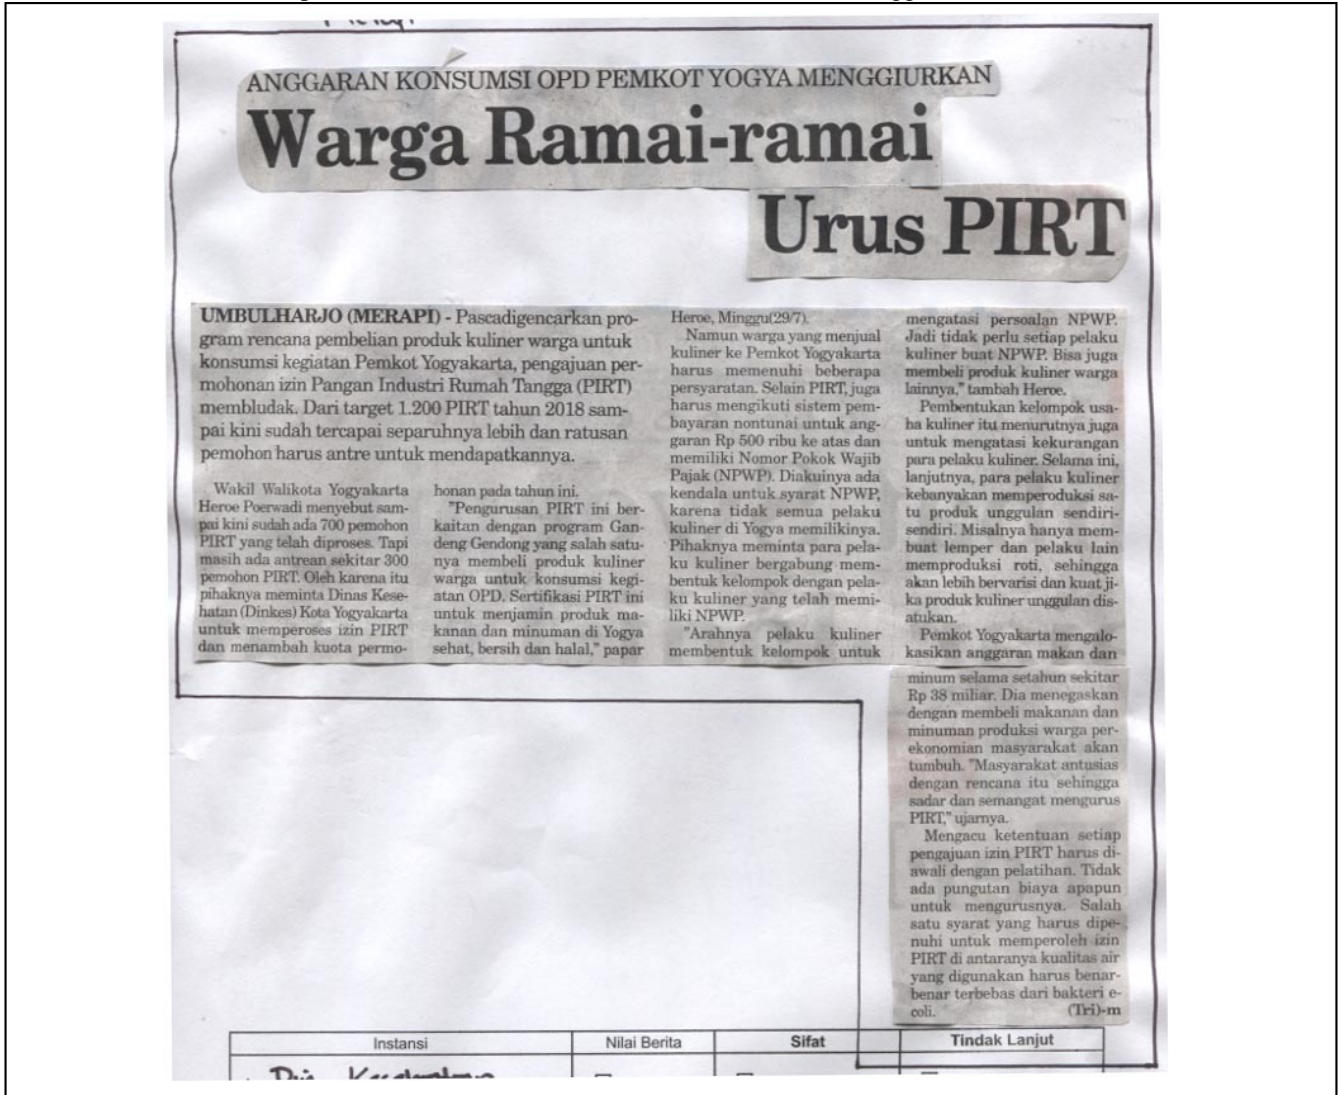 ANGGARAN KONSUMSI OPD PEMKOT YOGYA MENGGIURKAN
Warga Ramai-ramai
Urus PIRT
UMBULHARJO (MERAPI) - Pascadigencarkan pro-
gram rencana pembelian produk kuliner warga untuk
konsumsi kegiatan Pemkot Yogyakarta, pengajuan per-
mohonan izin Pangan Industri Rumah Tangga (PIRT)
membludak. Dari target 1.200 PIRT tahun 2018 sam-
pai kini sudah tercapai separuhnya lebih dan ratusan
pemohon harus antre untuk mendapatkannya.
Wakil Walikota Yogyakarta
Heroe Poerwadi menyebut sam-
pai kini sudah ada 700 pemohon
PIRT yang telah diproses. Tapi
masih ada antrean sekitar 300
pemohon PIRT. Oleh karena itu
pihaknya meminta Dinas Kese-
hatan (Dinkes) Kota Yogyakarta
untuk memperoses izin PIRT
dan menambah kuota permo-
honan pada tahun ini.
"Pengurusan PIRT ini ber-
kaitan dengan program Gan-
deng Gendong yang salah satu-
nya membeli produk kuliner
warga untuk konsumsi kegi-
atan OPD. Sertifikasi PIRT ini
untuk menjamin produk ma-
kanan dan minuman di Yogya
sehat, bersih dan halal," papar
Heroe, Minggu(29/7).
Namun warga yang menjual
kuliner ke Pemkot Yogyakarta
harus memenuhi beberapa
persyaratan. Selain PIRT, juga
harus mengikuti sistem pem-
bayaran nontunai untuk ang-
garan Rp 500 ribu ke atas dan
memiliki Nomor Pokok Wajib
Pajak (NPWP). Diakuinya ada
kendala untuk syarat NPWP,
karena tidak semua pelaku
kuliner di Yogya memilikinya.
Pihaknya meminta para pela-
ku kuliner bergabung mem-
bentuk kelompok dengan pela-
ku kuliner yang telah memi-
liki NPWP.
"Arahnya pelaku kuliner
membentuk kelompok untuk
mengatasi persoalan NPWP.
Jadi tidak perlu setiap pelaku
kuliner buat NPWP. Bisa juga
membeli produk kuliner warga
lainnya," tambah Heroe.
Pembentukan kelompok usa-
ha kuliner itu menurutnya juga
untuk mengatasi kekurangan
para pelaku kuliner. Selama ini,
lanjutnya, para pelaku kuliner
kebanyakan memperoduksi sa-
tu produk unggulan sendiri-
sendiri. Misalnya hanya mem-
buat lemper dan pelaku lain
memproduksi roti, sehingga
akan lebih bervarisi dan kuat ji-
ka produk kuliner unggulan dis-
atukan.
Pemkot Yogyakarta mengalo-
kasikan anggaran makan dan
minum selama setahun sekitar
Rp 38 miliar. Dia menegaskan
dengan membeli makanan dan
minuman produksi warga per-
ekonomian masyarakat akan
tumbuh. "Masyarakat antusias
dengan rencana itu sehingga
sadar dan semangat mengurus
PIRT," ujarnya.
Mengacu ketentuan setiap
pengajuan izin PIRT harus di-
awali dengan pelatihan. Tidak
ada pungutan biaya apapun
untuk mengurusnya. Salah
satu syarat yang harus dipe-
nuhi untuk memperoleh izin
PIRT di antaranya kualitas air
yang digunakan harus benar-
benar terbebas dari bakteri e-
coli. (Tri)-m
Instansi Nilai Berita Sifat Tindak Lanjut